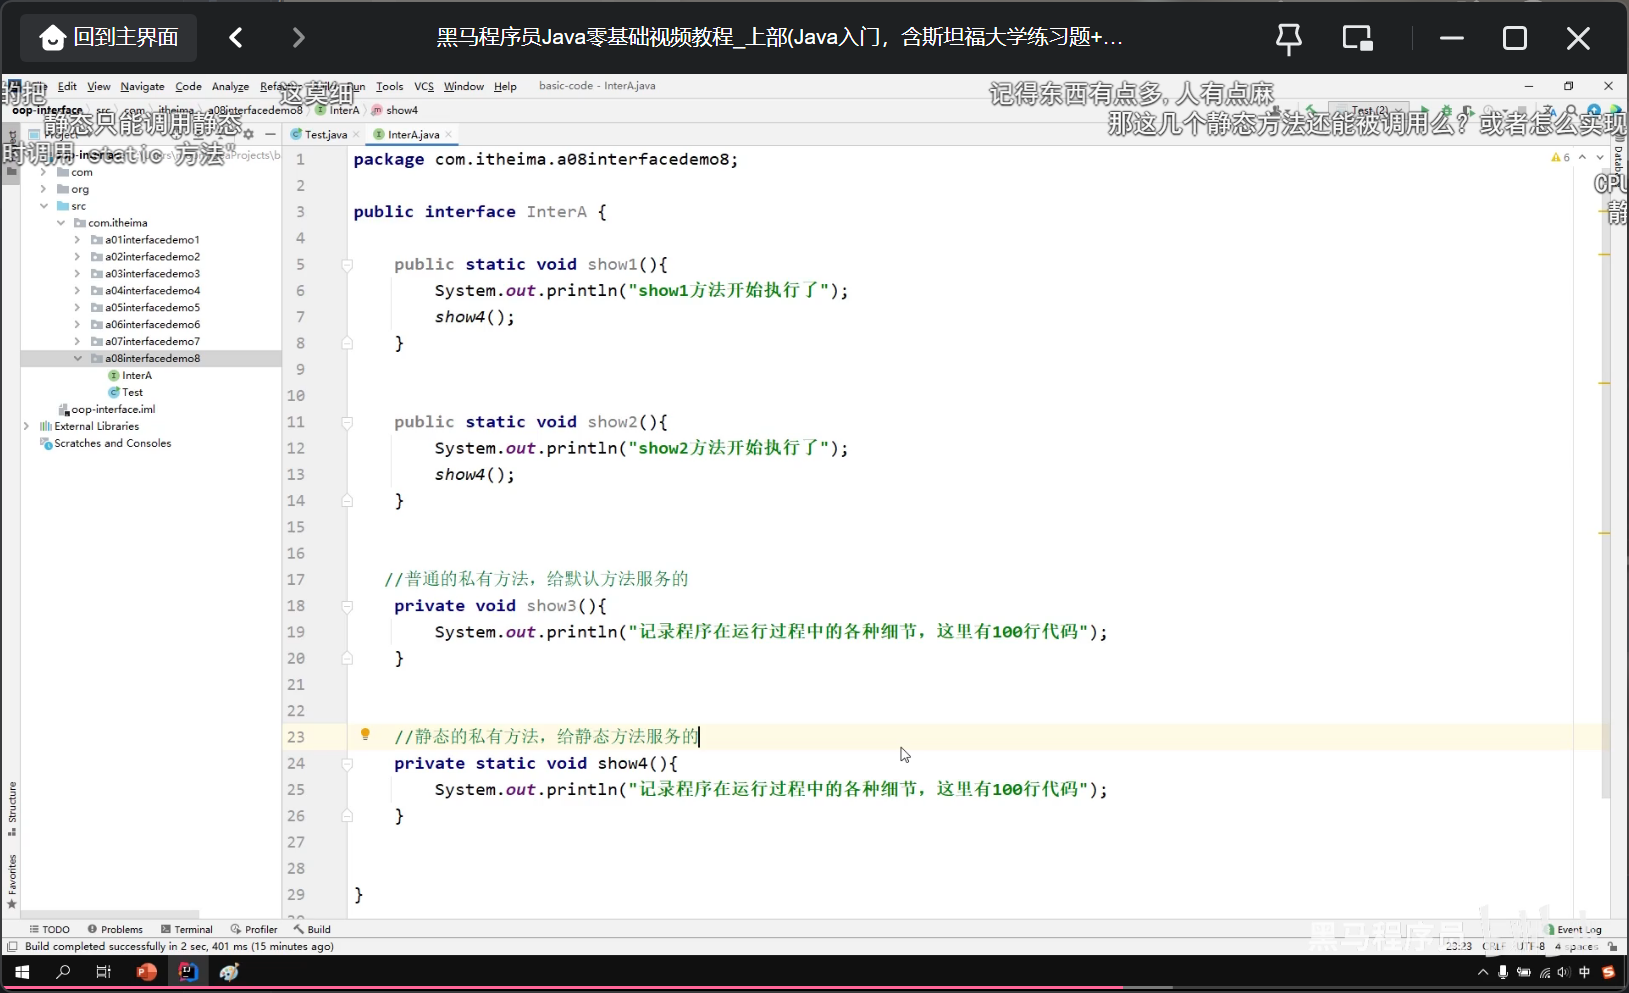 回到主界面
黑马程序员Java零基础视频教程_上部(Java入门，含斯坦福大学练习题+...
Edit View Navigate Code Analyze Tools VCS Window Help basic-code - InterA.java
这莫细
记得东西有点多,人有点麻
oop-interface src com itheima a08interfacedemo8 InterA show4
Test (2)
静态只能调用静态
那这几个静态方法还能被调用么？或者怎么实现
Test.java InterA.java
时调用 static 方法"
6
CPU
静
com
org
src
com.itheima
a01interfacedemo1
a02interfacedemo2
a03interfacedemo3
a04interfacedemo4
a05interfacedemo5
a06interfacedemo6
a07interfacedemo7
a08interfacedemo8
InterA
Test
oop-interface.iml
External Libraries
Scratches and Consoles
Structure
Favorites
1 package com.itheima.a08interfacedemo8;
2
3 public interface InterA {
4
5 public static void show1(){
6 System.out.println("show1方法开始执行了");
7 show4();
8 }
9
10
11 public static void show2(){
12 System.out.println("show2方法开始执行了");
13 show4();
14 }
15
16
17 //普通的私有方法，给默认方法服务的
18 private void show3(){
19 System.out.println("记录程序在运行过程中的各种细节，这里有100行代码");
20 }
21
22
23 //静态的私有方法，给静态方法服务的
24 private static void show4(){
25 System.out.println("记录程序在运行过程中的各种细节，这里有100行代码");
26 }
27
28
29 }
TODO Problems Terminal Profiler Build Event Log
黑马程序员
Build completed successfully in 2 sec, 401 ms (15 minutes ago) 23:23 CRLF UTF-8 4 spaces
中